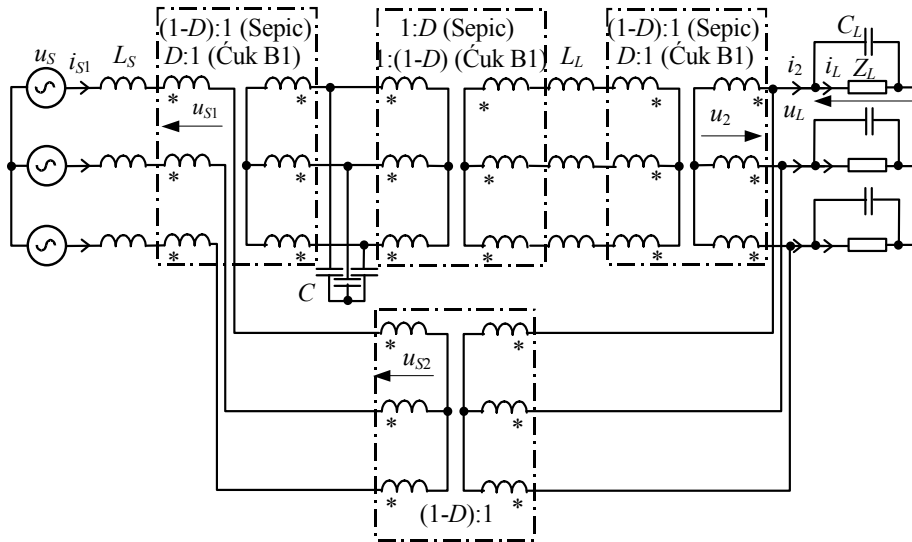 (1-D):1 (Sepic)
D:1 (Ćuk B1)
1:D (Sepic)
1:(1-D) (Ćuk B1)
(1-D):1 (Sepic)
D:1 (Ćuk B1)
u_S
i_S1
L_S
L_L
i_2
i_L
C_L
Z_L
u_L
* * * * *
u_S1
u_2
* * * * *
* * * * * *
C
* *
u_S2
* *
* *
(1-D):1